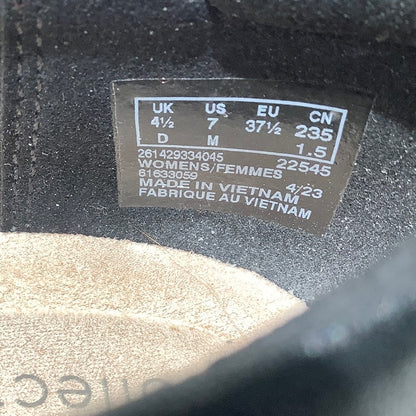 UK US EU CN
4½ 7 37½ 235
D M 1.5
261429334045 22545
WOMENS/FEMMES
61633059 4/23
MADE IN VIETNAM
FABRIQUE AU VIETNAM